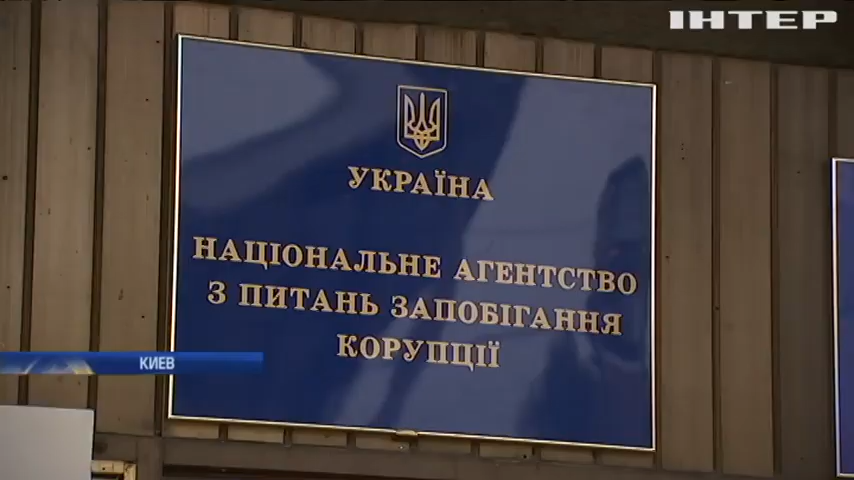 ІНТЕР
УКРАЇНА
НАЦІОНАЛЬНЕ АГЕНТСТВО
З ПИТАНЬ ЗАПОБІГАННЯ
КОРУПЦІЇ
КИЕВ